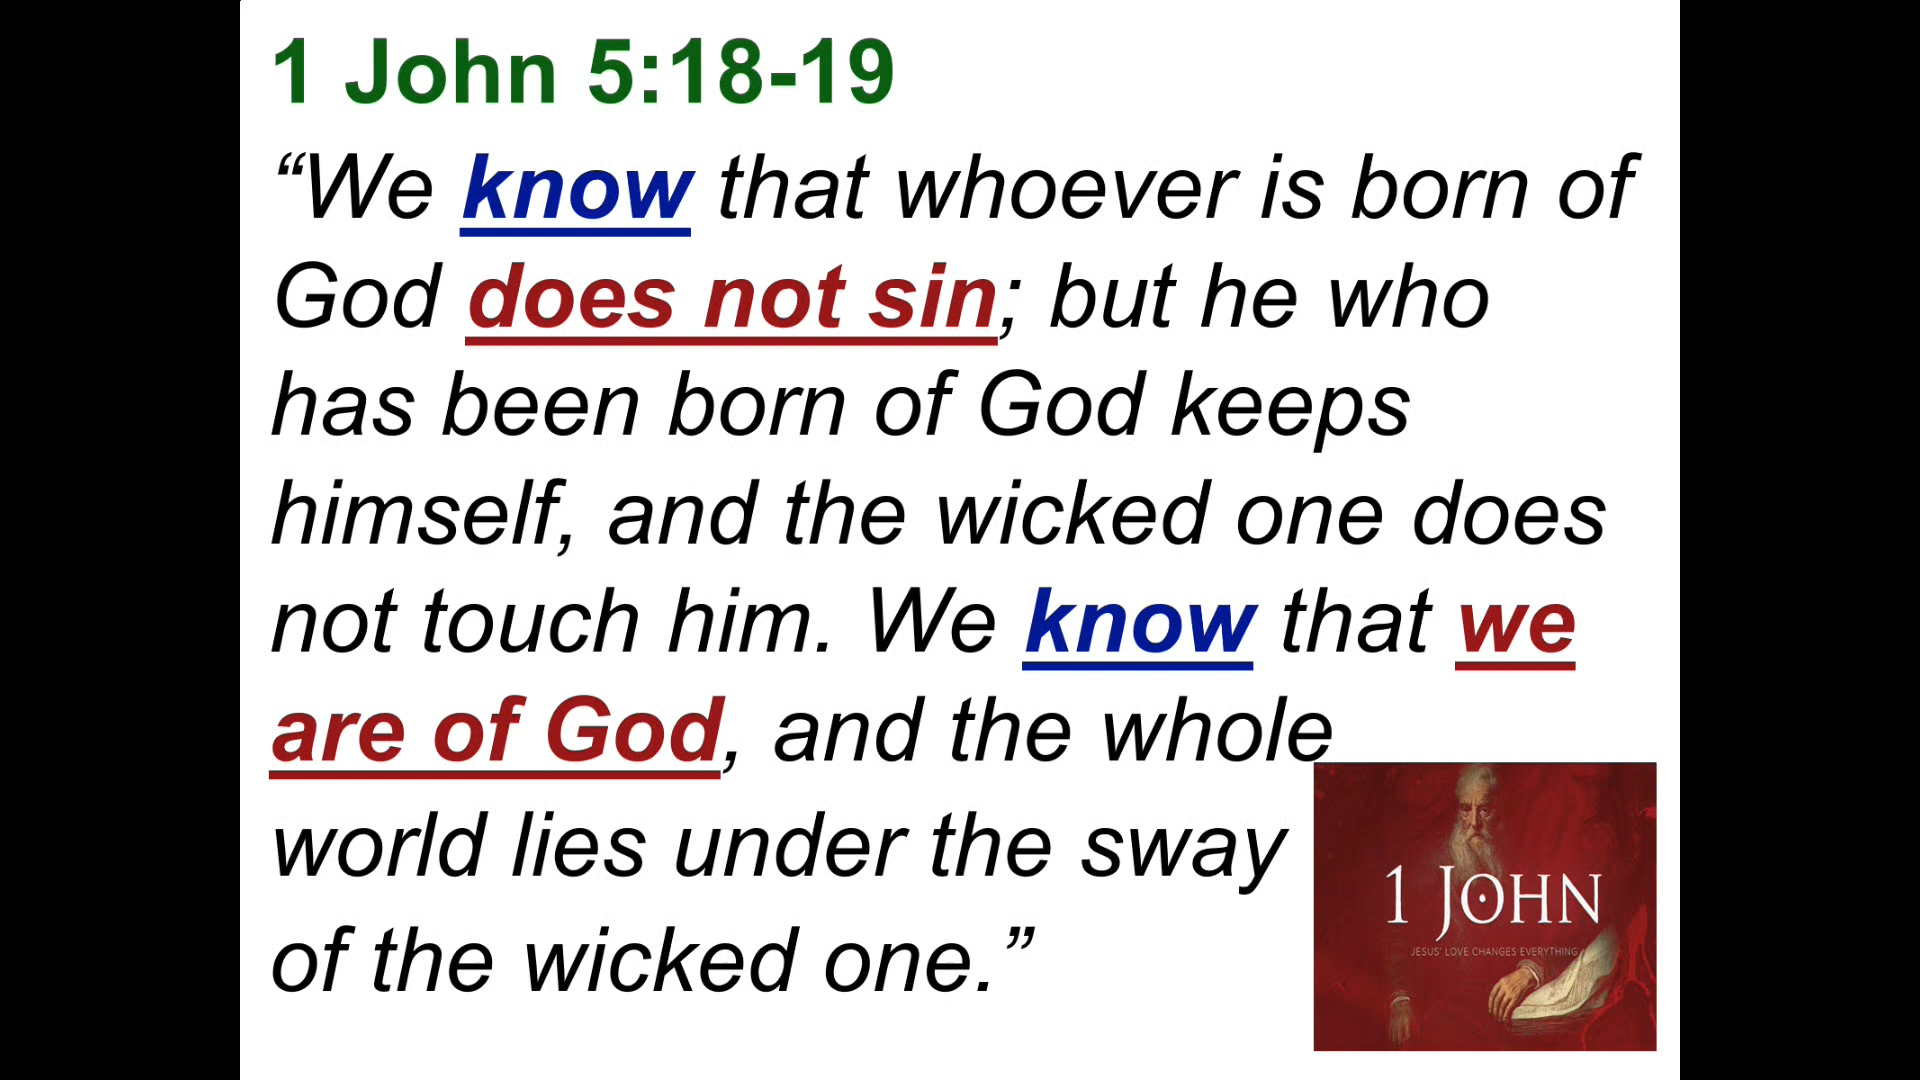 1 John 5:18-19
“We know that whoever is born of
God does not sin; but he who
has been born of God keeps
himself, and the wicked one does
not touch him. We know that we
are of God, and the whole
world lies under the sway
of the wicked one.”
1 JOHN
JESUS' LOVE CHANGES EVERYTHING